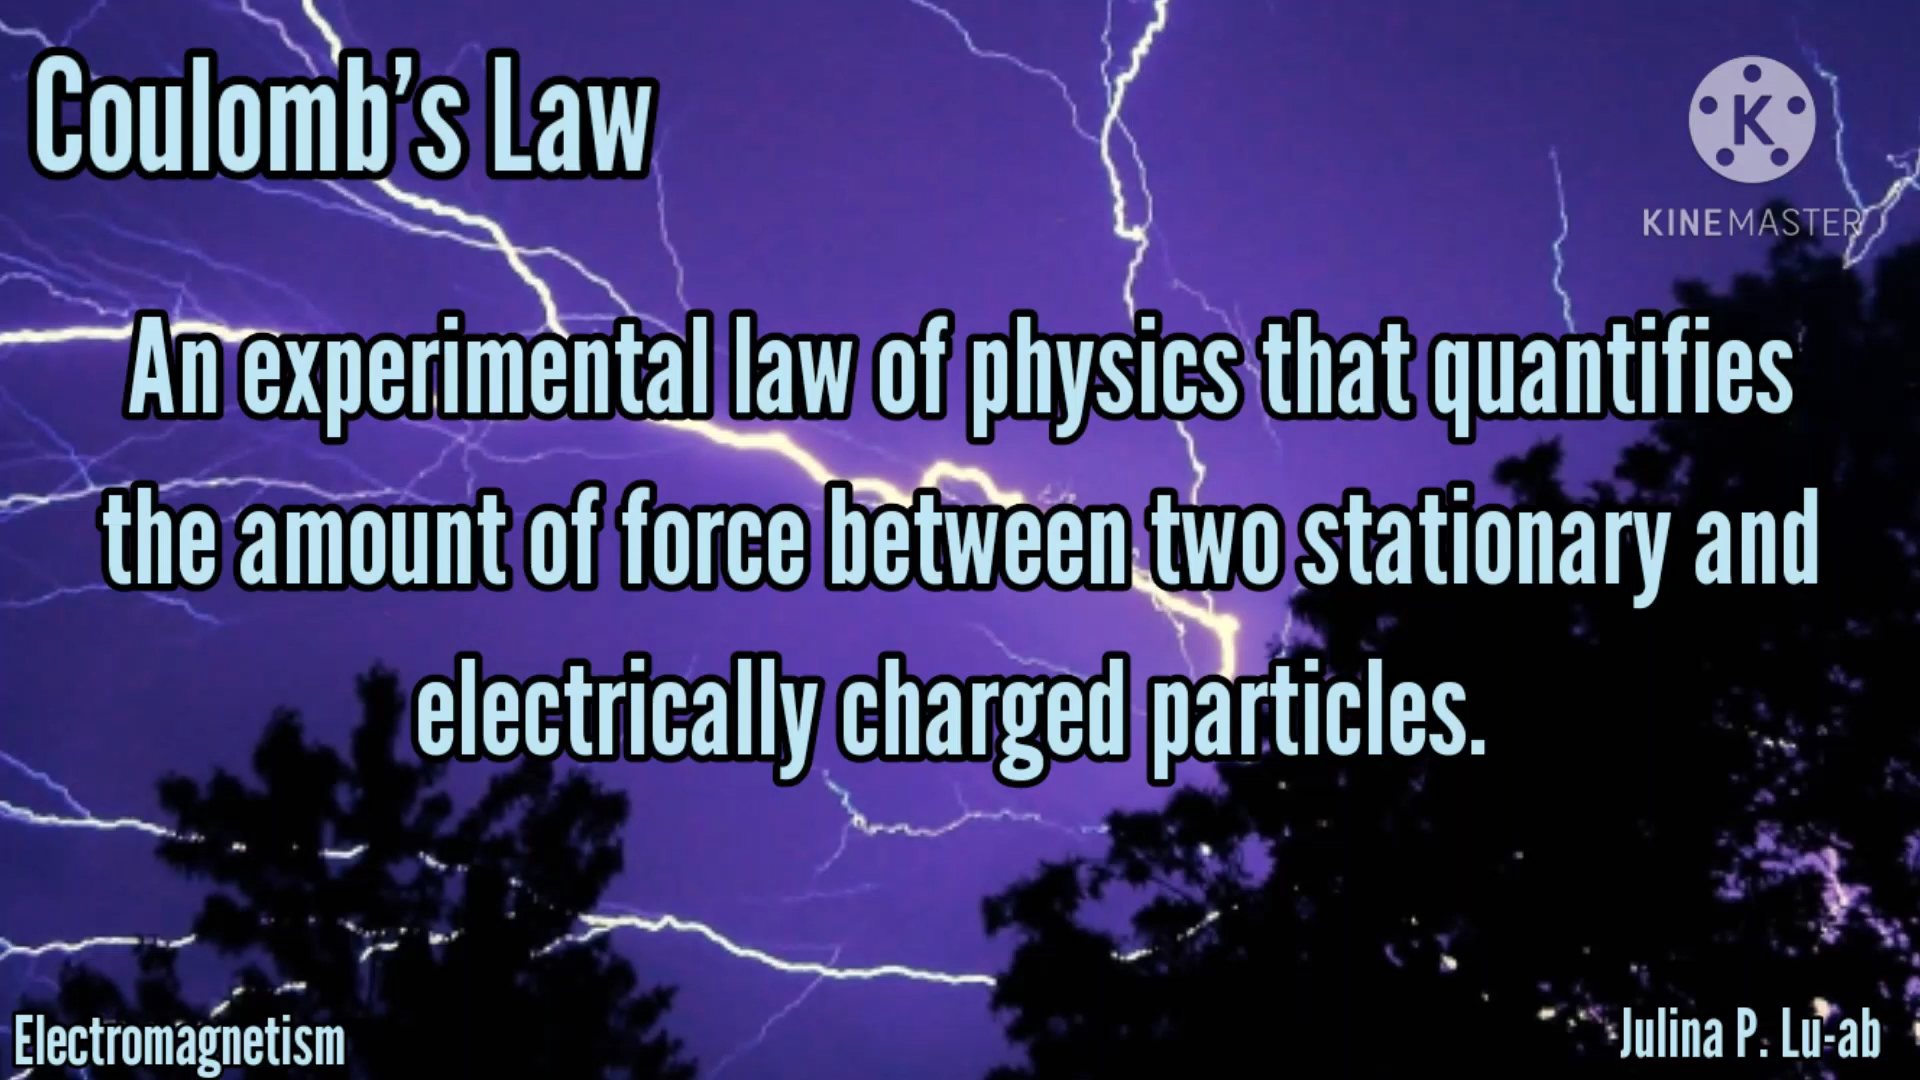 Coulomb's Law
K
KINEMASTER
An experimental law of physics that quantifies
the amount of force between two stationary and
electrically charged particles.
Electromagnetism
Julina P. Lu-ab